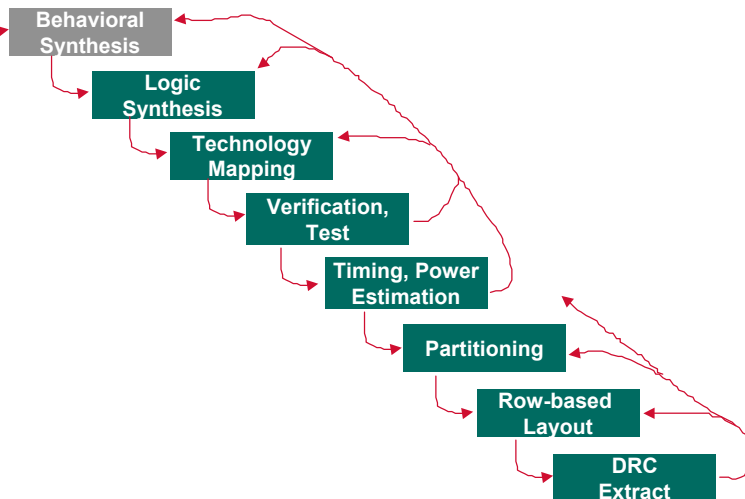 Behavioral
Synthesis
Logic
Synthesis
Technology
Mapping
Verification,
Test
Timing, Power
Estimation
Partitioning
Row-based
Layout
DRC
Extract